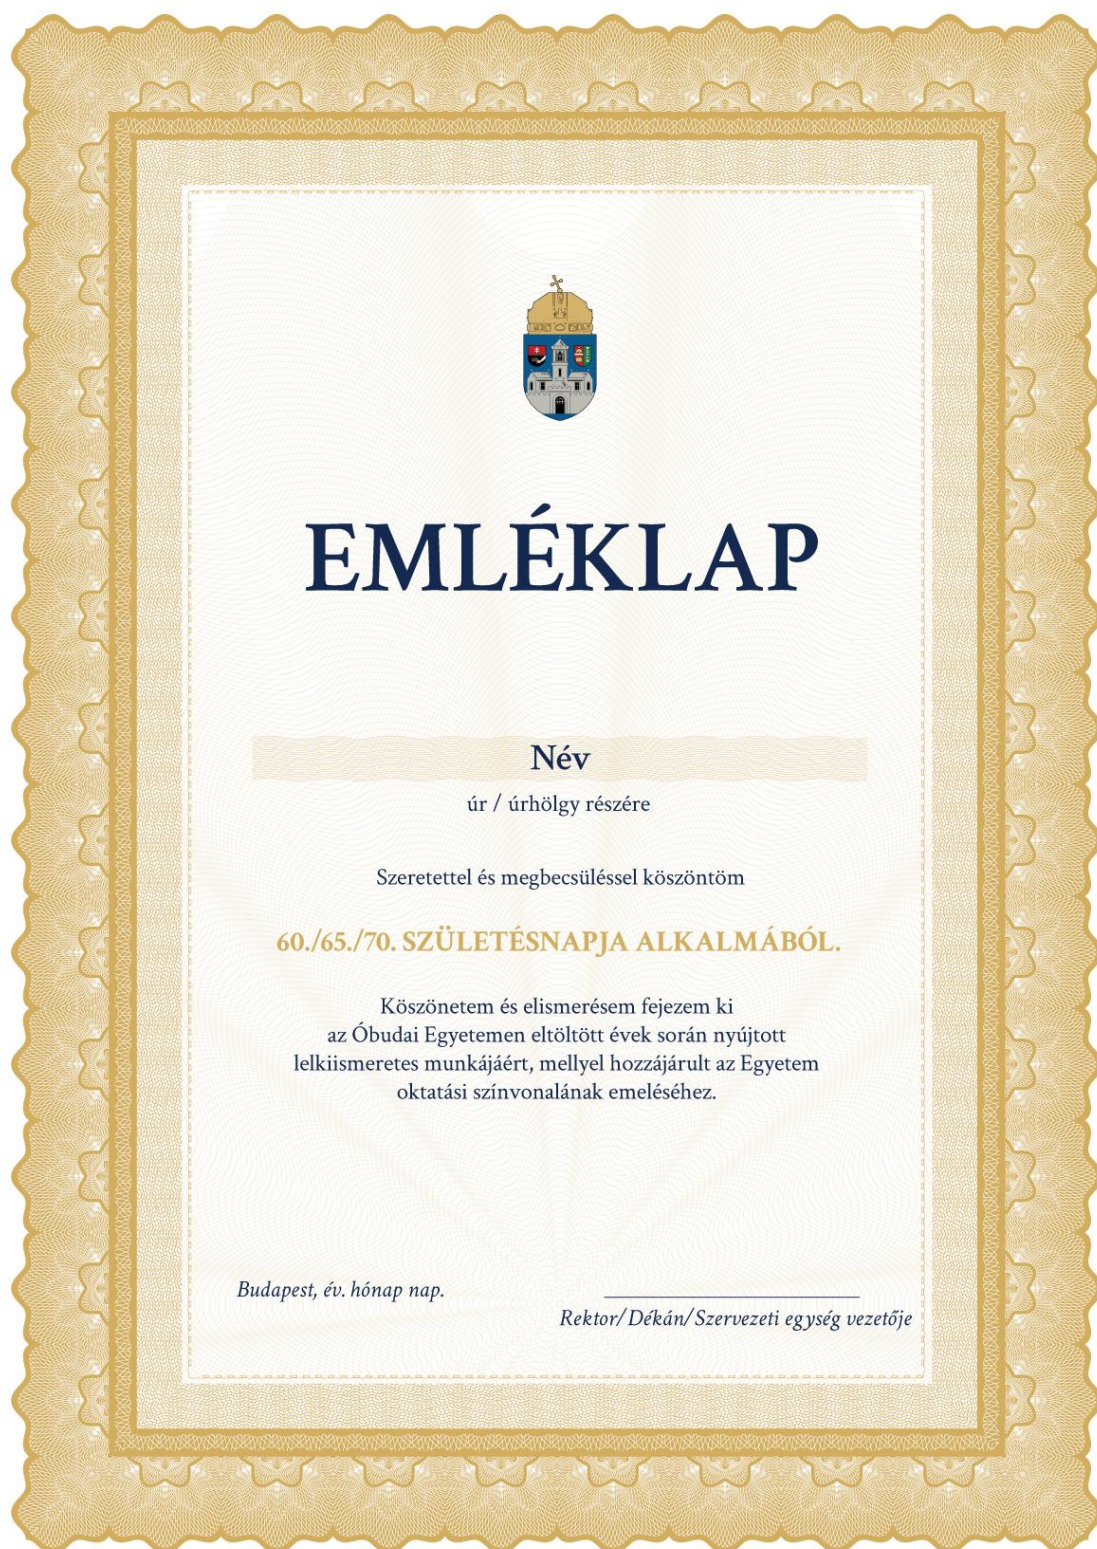 EMLÉKLAP
Név
úr / úrhölgy részére
Szeretettel és megbecsüléssel köszöntöm
60./65./70. SZÜLETÉSNAPJA ALKALMÁBÓL.
Köszönetem és elismerésem fejezem ki
az Óbudai Egyetemen eltöltött évek során nyújtott
lelkiismeretes munkájáért, mellyel hozzájárult az Egyetem
oktatási színvonalának emeléséhez.
Budapest, év. hónap nap.
Rektor/Dékán/Szervezeti egység vezetője